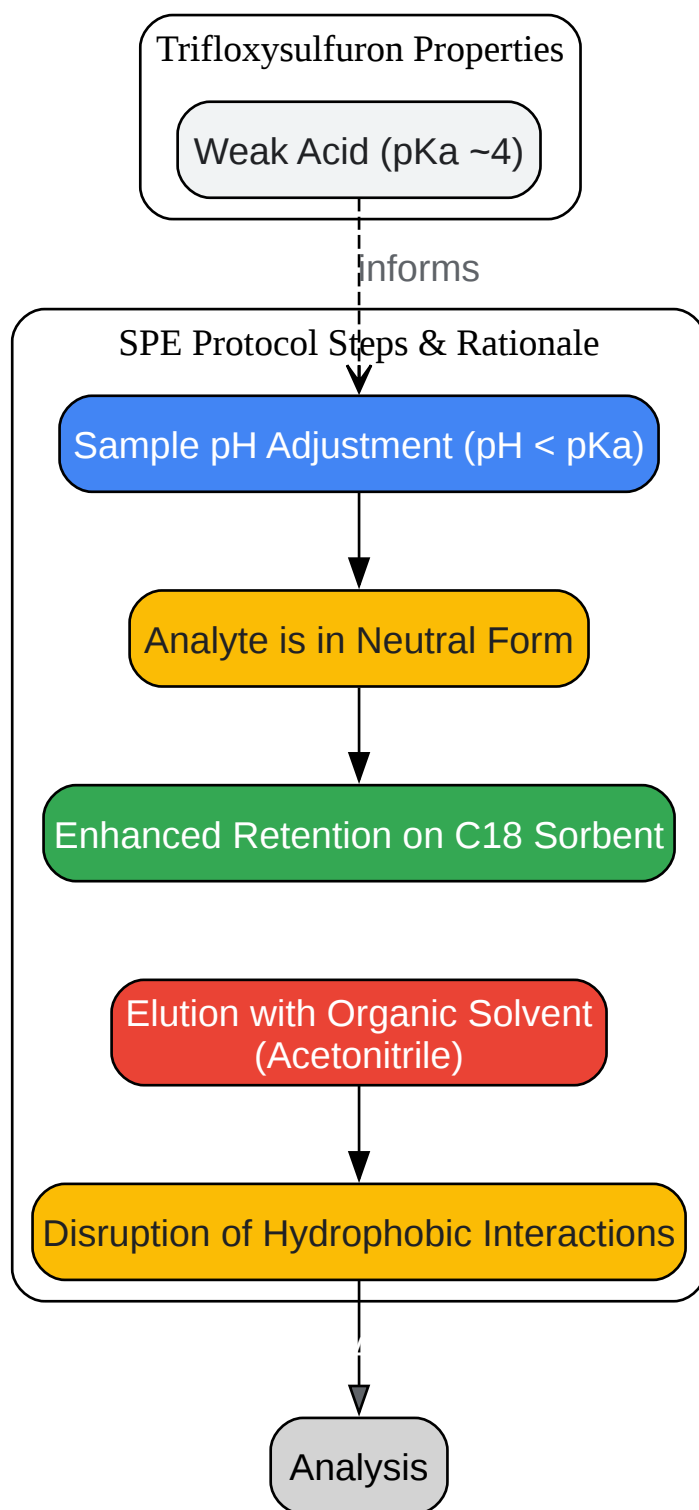 Trifloxysulfuron Properties
Weak Acid (pKa ~4)
informs
SPE Protocol Steps & Rationale
Sample pH Adjustment (pH < pKa)
Analyte is in Neutral Form
Enhanced Retention on C18 Sorbent
Elution with Organic Solvent
(Acetonitrile)
Disruption of Hydrophobic Interactions
Analysis